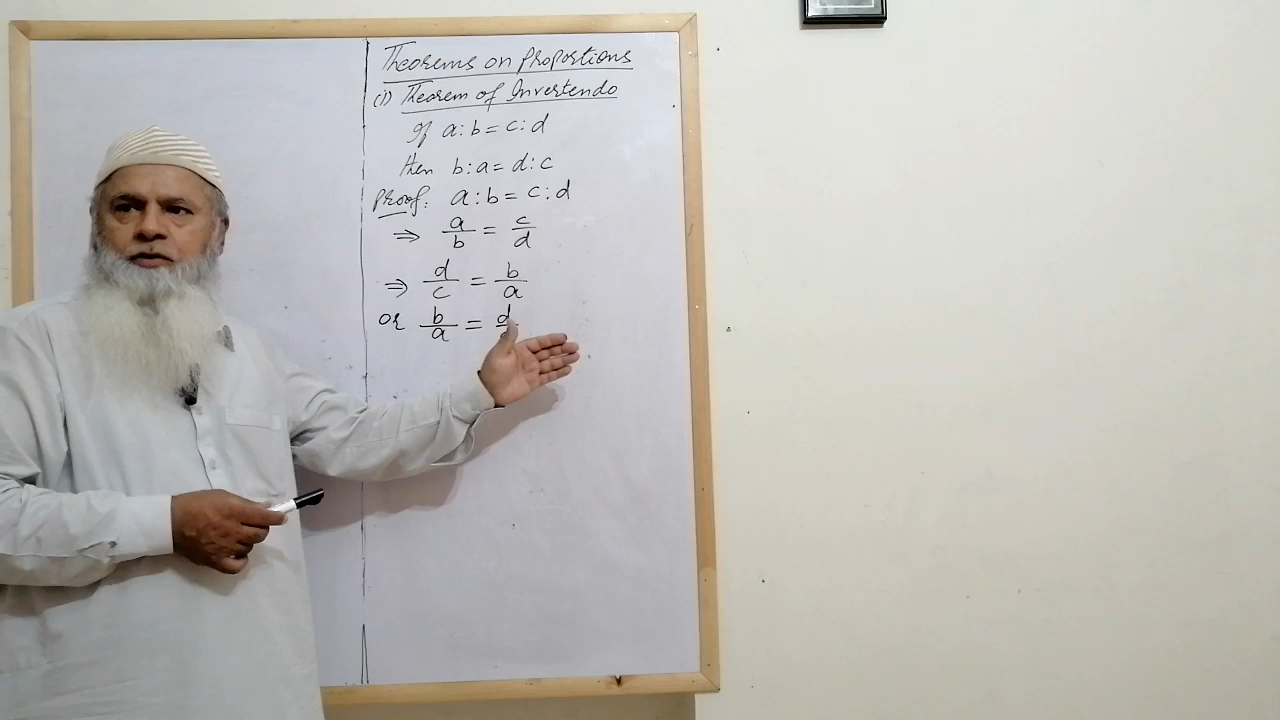 Theorems on Proportions
(i) Theorem of Invertendo
If a:b = c:d
then b:a = d:c
Proof: a:b = c:d
⇒ a/b = c/d
⇒ d/c = b/a
or b/a = d/